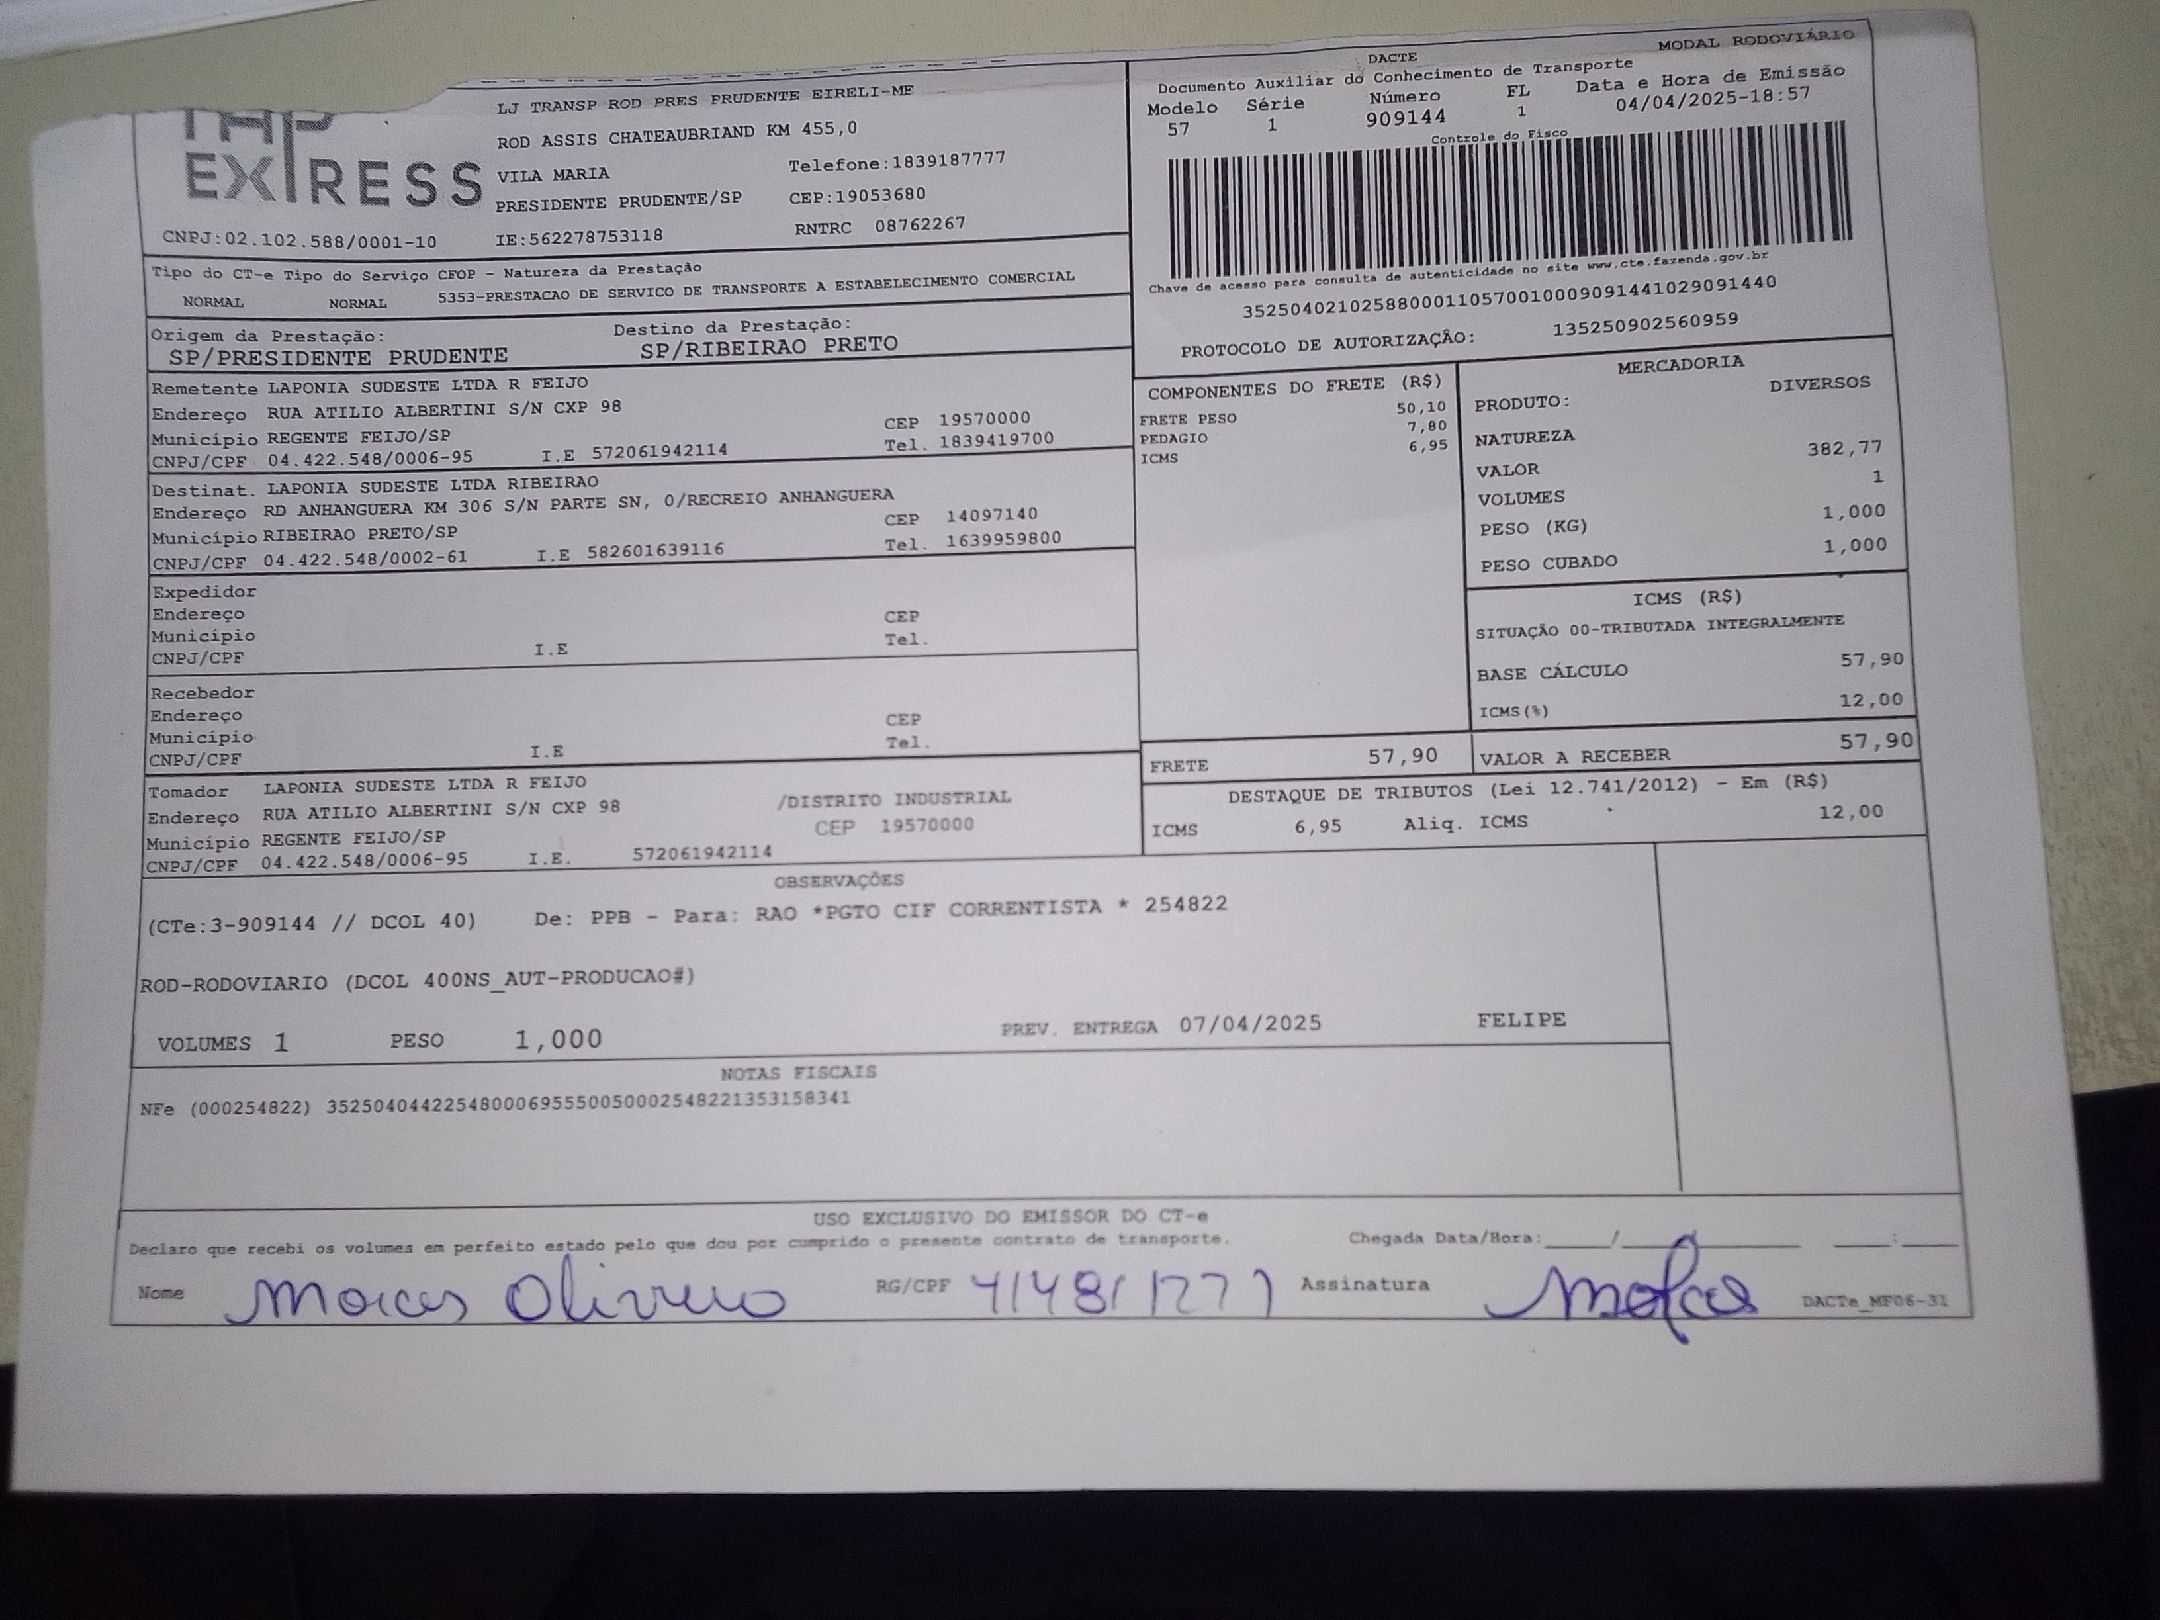 TAP
EXPRESS
CNPJ:02.102.588/0001-10
LJ TRANSP ROD PRES PRUDENTE EIRELI-ME
ROD ASSIS CHATEAUBRIAND KM 455,0
VILA MARIA Telefone:1839187777
PRESIDENTE PRUDENTE/SP CEP:19053680
IE:562278753118 RNTRC 08762267
DACTE MODAL RODOVIÁRIO
Documento Auxiliar do Conhecimento de Transporte
Modelo Série Número FL Data e Hora de Emissão
57 1 909144 1 04/04/2025-18:57
Controle do Fisco
Chave de acesso para consulta de autenticidade no site www.cte.fazenda.gov.br
35250402102588000110570010009091441029091440
PROTOCOLO DE AUTORIZAÇÃO: 135250902560959
Tipo do CT-e Tipo do Serviço CFOP - Natureza da Prestação
NORMAL NORMAL 5353-PRESTACAO DE SERVICO DE TRANSPORTE A ESTABELECIMENTO COMERCIAL
Origem da Prestação: Destino da Prestação:
SP/PRESIDENTE PRUDENTE SP/RIBEIRAO PRETO
Remetente LAPONIA SUDESTE LTDA R FEIJO
Endereço RUA ATILIO ALBERTINI S/N CXP 98
Município REGENTE FEIJO/SP CEP 19570000
CNPJ/CPF 04.422.548/0006-95 I.E 572061942114 Tel. 1839419700
Destinat. LAPONIA SUDESTE LTDA RIBEIRAO
Endereço RD ANHANGUERA KM 306 S/N PARTE SN, 0/RECREIO ANHANGUERA
Município RIBEIRAO PRETO/SP CEP 14097140
CNPJ/CPF 04.422.548/0002-61 I.E 582601639116 Tel. 1639959800
Expedidor
Endereço CEP
Município Tel.
CNPJ/CPF I.E
Recebedor
Endereço CEP
Município Tel.
CNPJ/CPF I.E
Tomador LAPONIA SUDESTE LTDA R FEIJO
Endereço RUA ATILIO ALBERTINI S/N CXP 98 /DISTRITO INDUSTRIAL
Município REGENTE FEIJO/SP CEP 19570000
CNPJ/CPF 04.422.548/0006-95 I.E. 572061942114
COMPONENTES DO FRETE (R$)
FRETE PESO 50,10
PEDAGIO 7,80
ICMS 6,95
MERCADORIA
PRODUTO: DIVERSOS
NATUREZA
VALOR 382,77
VOLUMES 1
PESO (KG) 1,000
PESO CUBADO 1,000
ICMS (R$)
SITUAÇÃO 00-TRIBUTADA INTEGRALMENTE
BASE CÁLCULO 57,90
ICMS(%) 12,00
FRETE 57,90 VALOR A RECEBER 57,90
DESTAQUE DE TRIBUTOS (Lei 12.741/2012) - Em (R$)
ICMS 6,95 Aliq. ICMS 12,00
OBSERVAÇÕES
(CTe:3-909144 // DCOL 40) De: PPB - Para: RAO *PGTO CIF CORRENTISTA * 254822
ROD-RODOVIARIO (DCOL 400NS_AUT-PRODUCAO#)
VOLUMES 1 PESO 1,000 PREV. ENTREGA 07/04/2025 FELIPE
NOTAS FISCAIS
NFe (000254822) 35250404422548000695550050002548221353158341
USO EXCLUSIVO DO EMISSOR DO CT-e
Declaro que recebi os volumes em perfeito estado pelo que dou por cumprido o presente contrato de transporte. Chegada Data/Hora:____/____/____ ____:____
Nome RG/CPF Assinatura DACTe_MF06-31